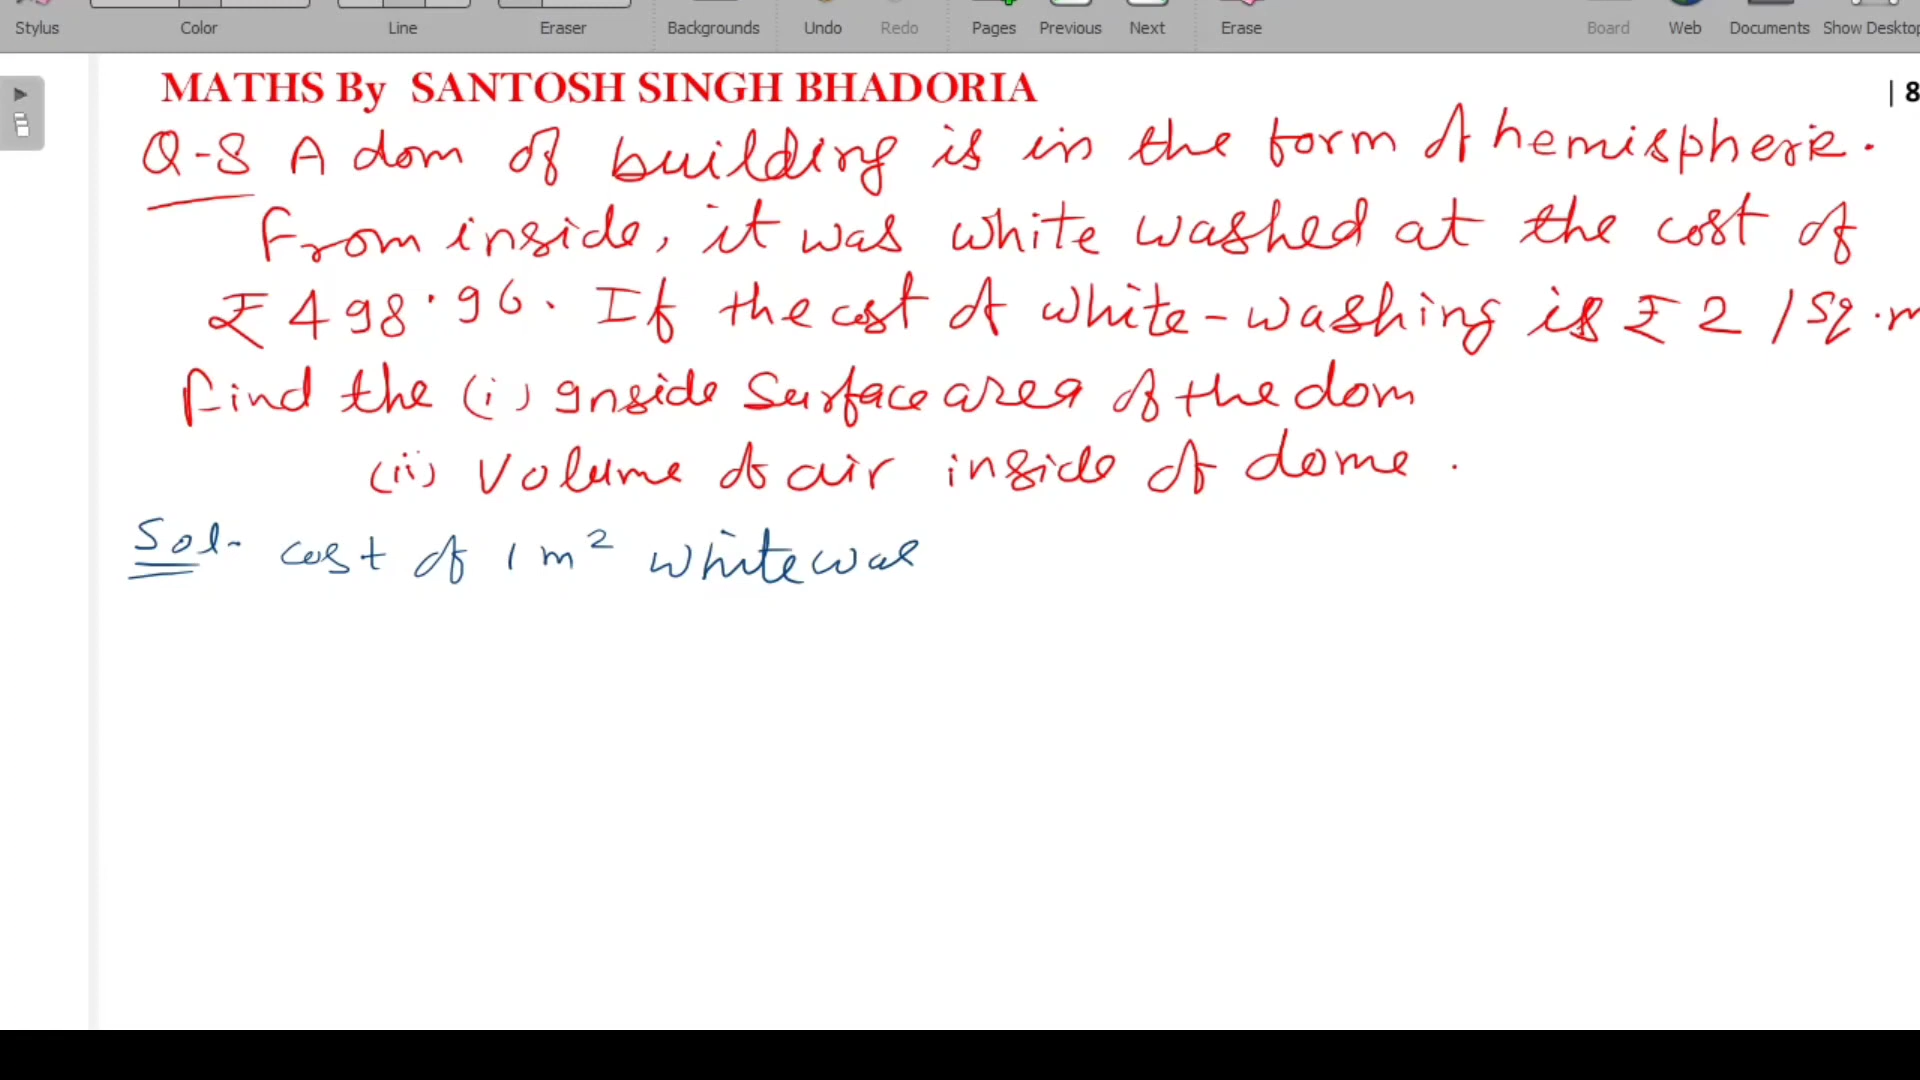 Stylus Color Line Eraser Backgrounds Undo Redo Pages Previous Next Erase Board Web Documents Show Desktop
MATHS By SANTOSH SINGH BHADORIA | 8
Q-8 A dom of building is in the form of hemispheric.
From inside, it was white washed at the cost of
₹ 498.96. If the cost of white-washing is ₹ 2 / Sq.m
find the (i) Inside Surface area of the dom
(ii) Volume of air inside of dome.
Sol- cost of 1 m² whitewas